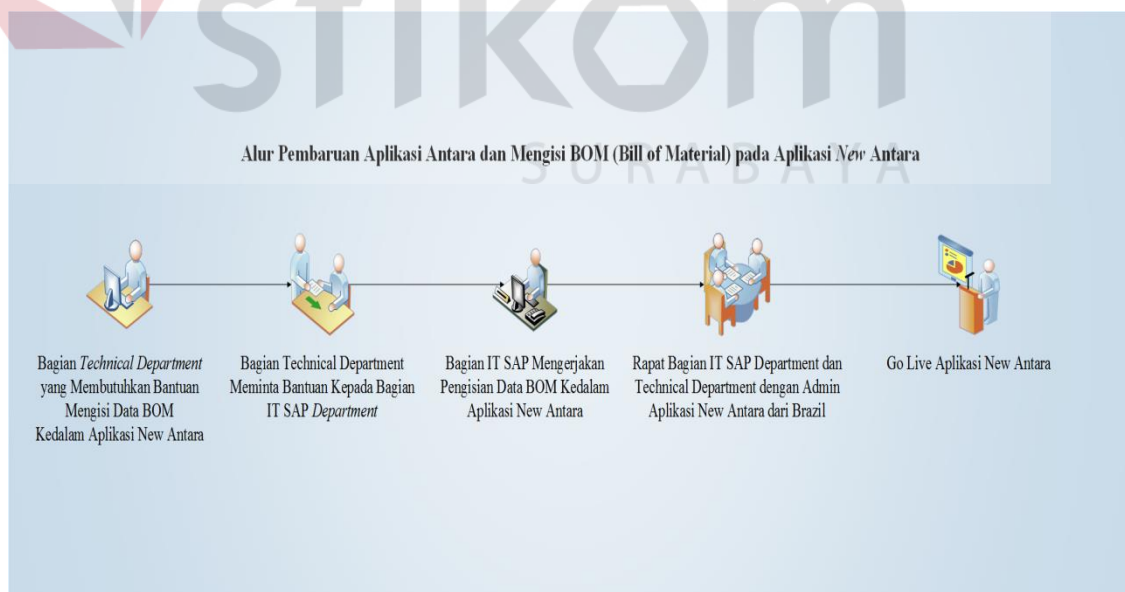 stikom
SURABAYA
Alur Pembaruan Aplikasi Antara dan Mengisi BOM (Bill of Material) pada Aplikasi New Antara
Bagian Technical Department
yang Membutuhkan Bantuan
Mengisi Data BOM
Kedalam Aplikasi New Antara
Bagian Technical Department
Meminta Bantuan Kepada Bagian
IT SAP Department
Bagian IT SAP Mengerjakan
Pengisian Data BOM Kedalam
Aplikasi New Antara
Rapat Bagian IT SAP Department dan
Technical Department dengan Admin
Aplikasi New Antara dari Brazil
Go Live Aplikasi New Antara